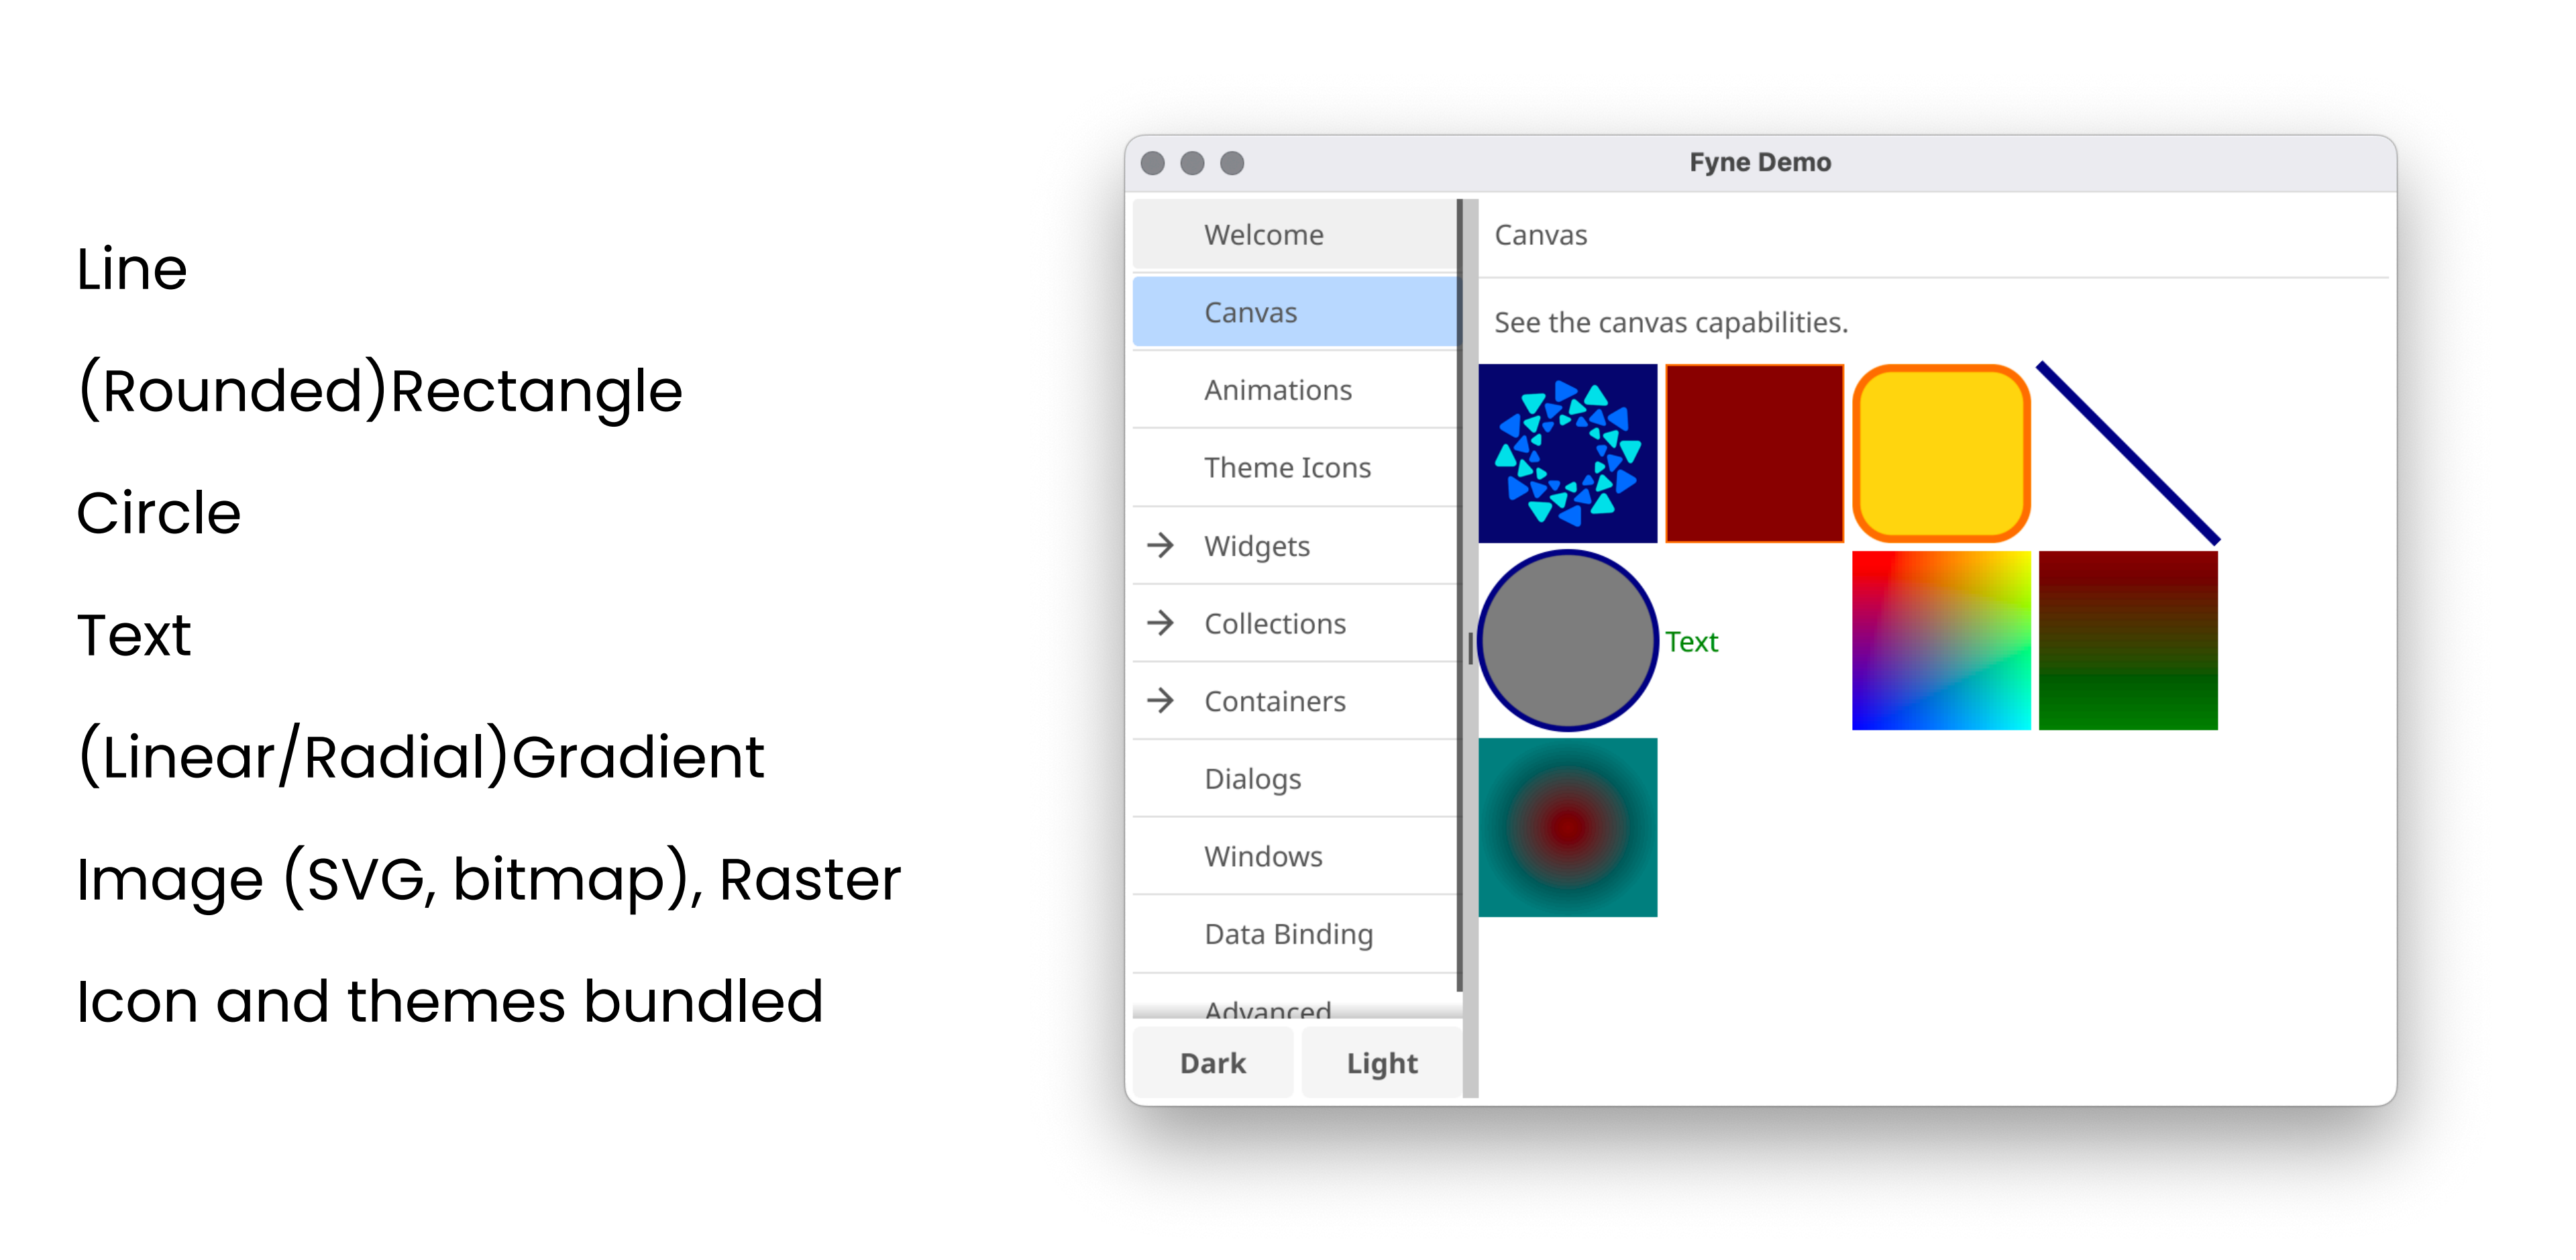 Line
(Rounded)Rectangle
Circle
Text
(Linear/Radial)Gradient
Image (SVG, bitmap), Raster
Icon and themes bundled
Fyne Demo
Welcome
Canvas
Animations
Theme Icons
Widgets
Collections
Containers
Dialogs
Windows
Data Binding
Advanced
Dark
Light
Canvas
See the canvas capabilities.
Text